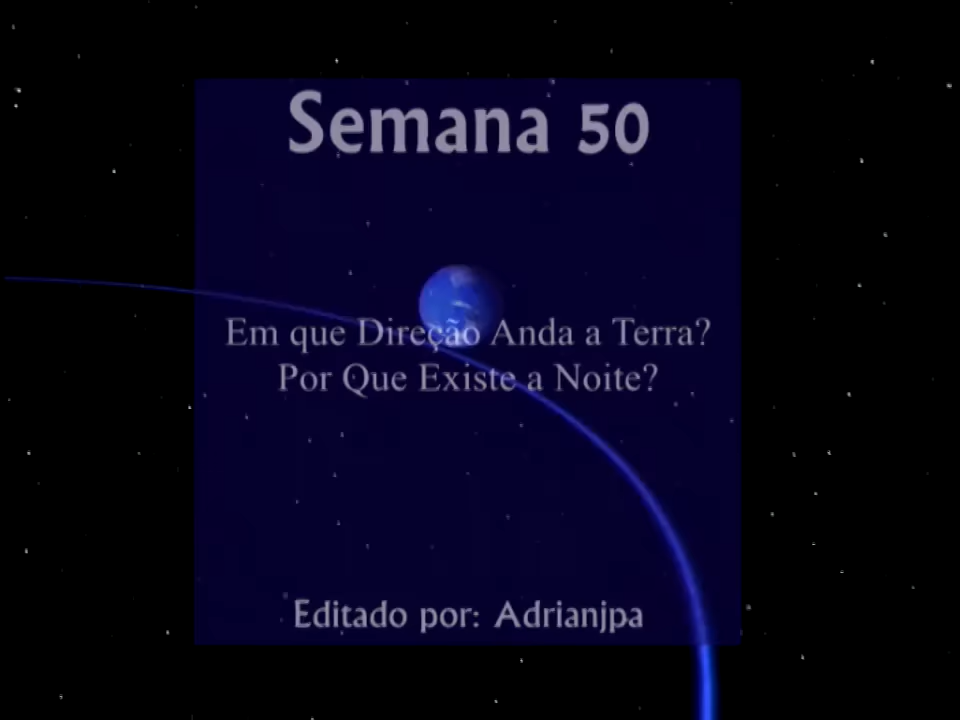 Semana 50
Em que Direção Anda a Terra?
Por Que Existe a Noite?
Editado por: Adrianjpa